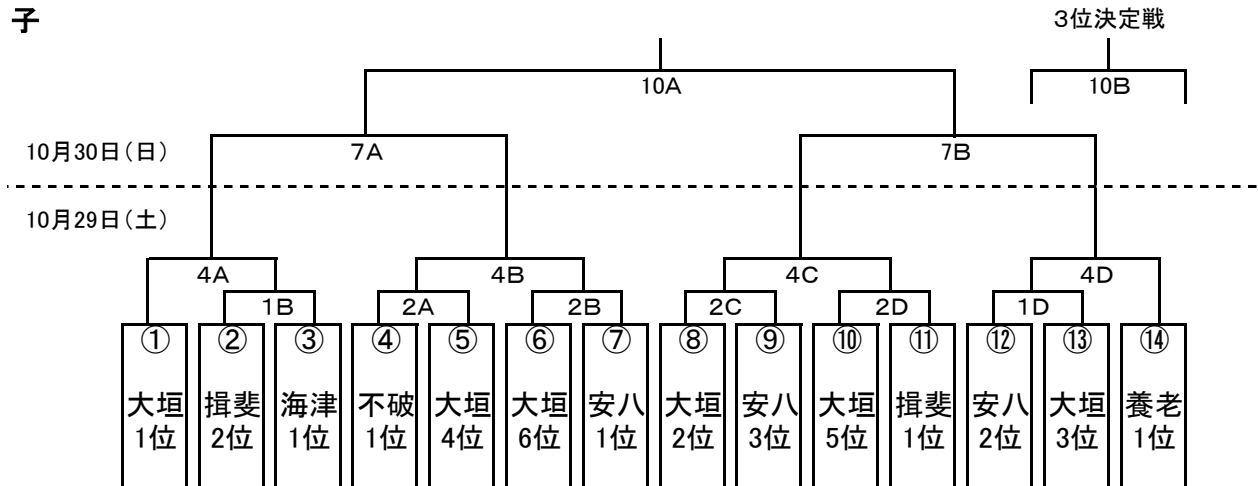 子
3位決定戦
10A
10B
10月30日(日)
7A
7B
10月29日(土)
4A
4B
4C
4D
1B
2A
2B
2C
2D
1D
① ② ③ ④ ⑤ ⑥ ⑦ ⑧ ⑨ ⑩ ⑪ ⑫ ⑬ ⑭
大垣 揖斐 海津 不破 大垣 大垣 安八 大垣 安八 大垣 揖斐 安八 大垣 養老
1位 2位 1位 1位 4位 6位 1位 2位 3位 5位 1位 2位 3位 1位